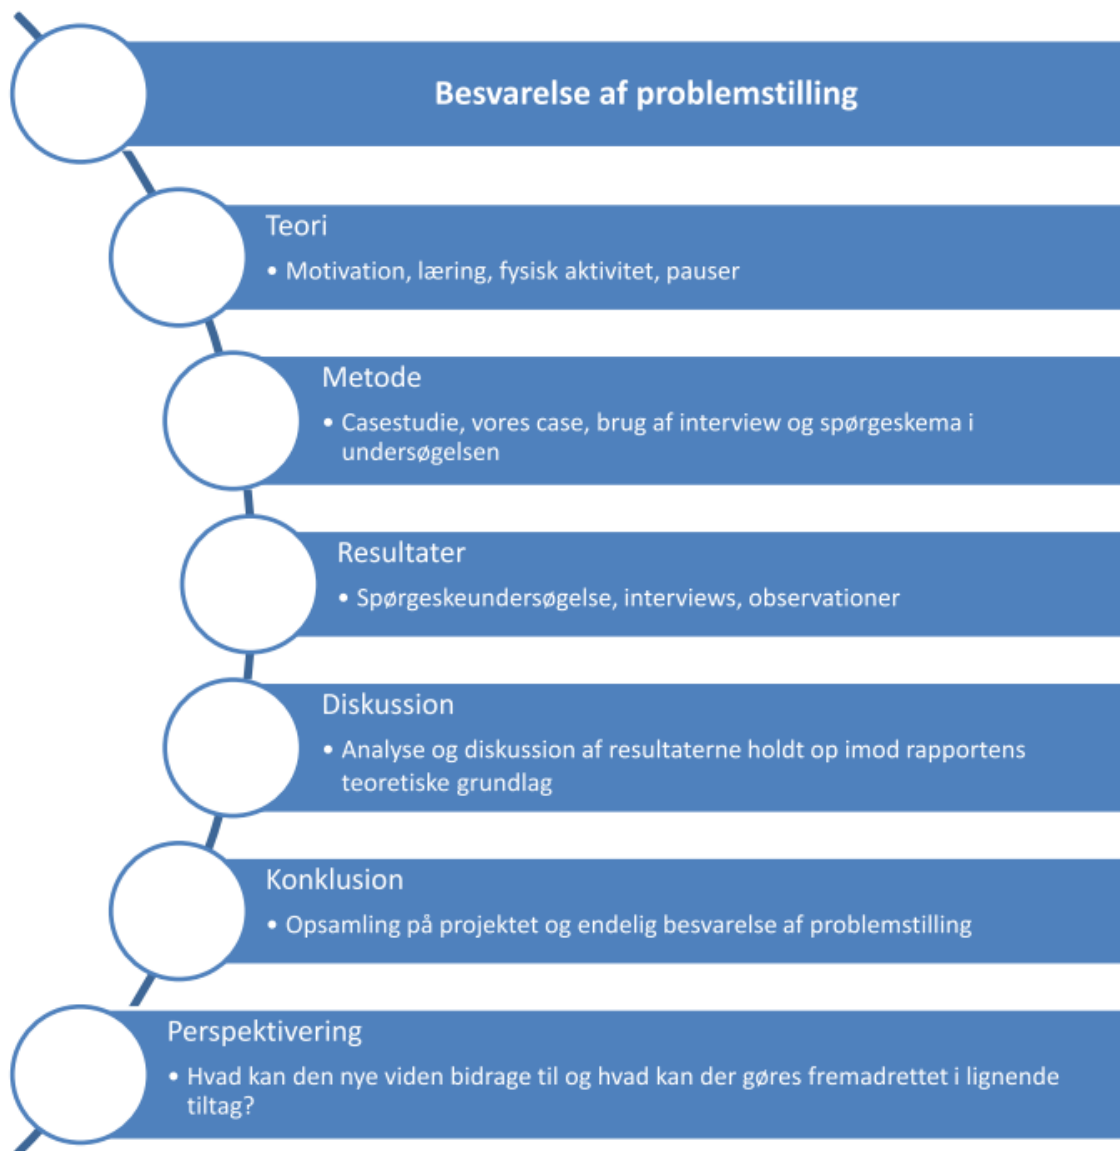 Besvarelse af problemstilling
Teori
• Motivation, læring, fysisk aktivitet, pauser
Metode
• Casestudie, vores case, brug af interview og spørgeskema i
undersøgelsen
Resultater
• Spørgeskeundersøgelse, interviews, observationer
Diskussion
• Analyse og diskussion af resultaterne holdt op imod rapportens
teoretiske grundlag
Konklusion
• Opsamling på projektet og endelig besvarelse af problemstilling
Perspektivering
• Hvad kan den nye viden bidrage til og hvad kan der gøres fremadrettet i lignende
tiltag?